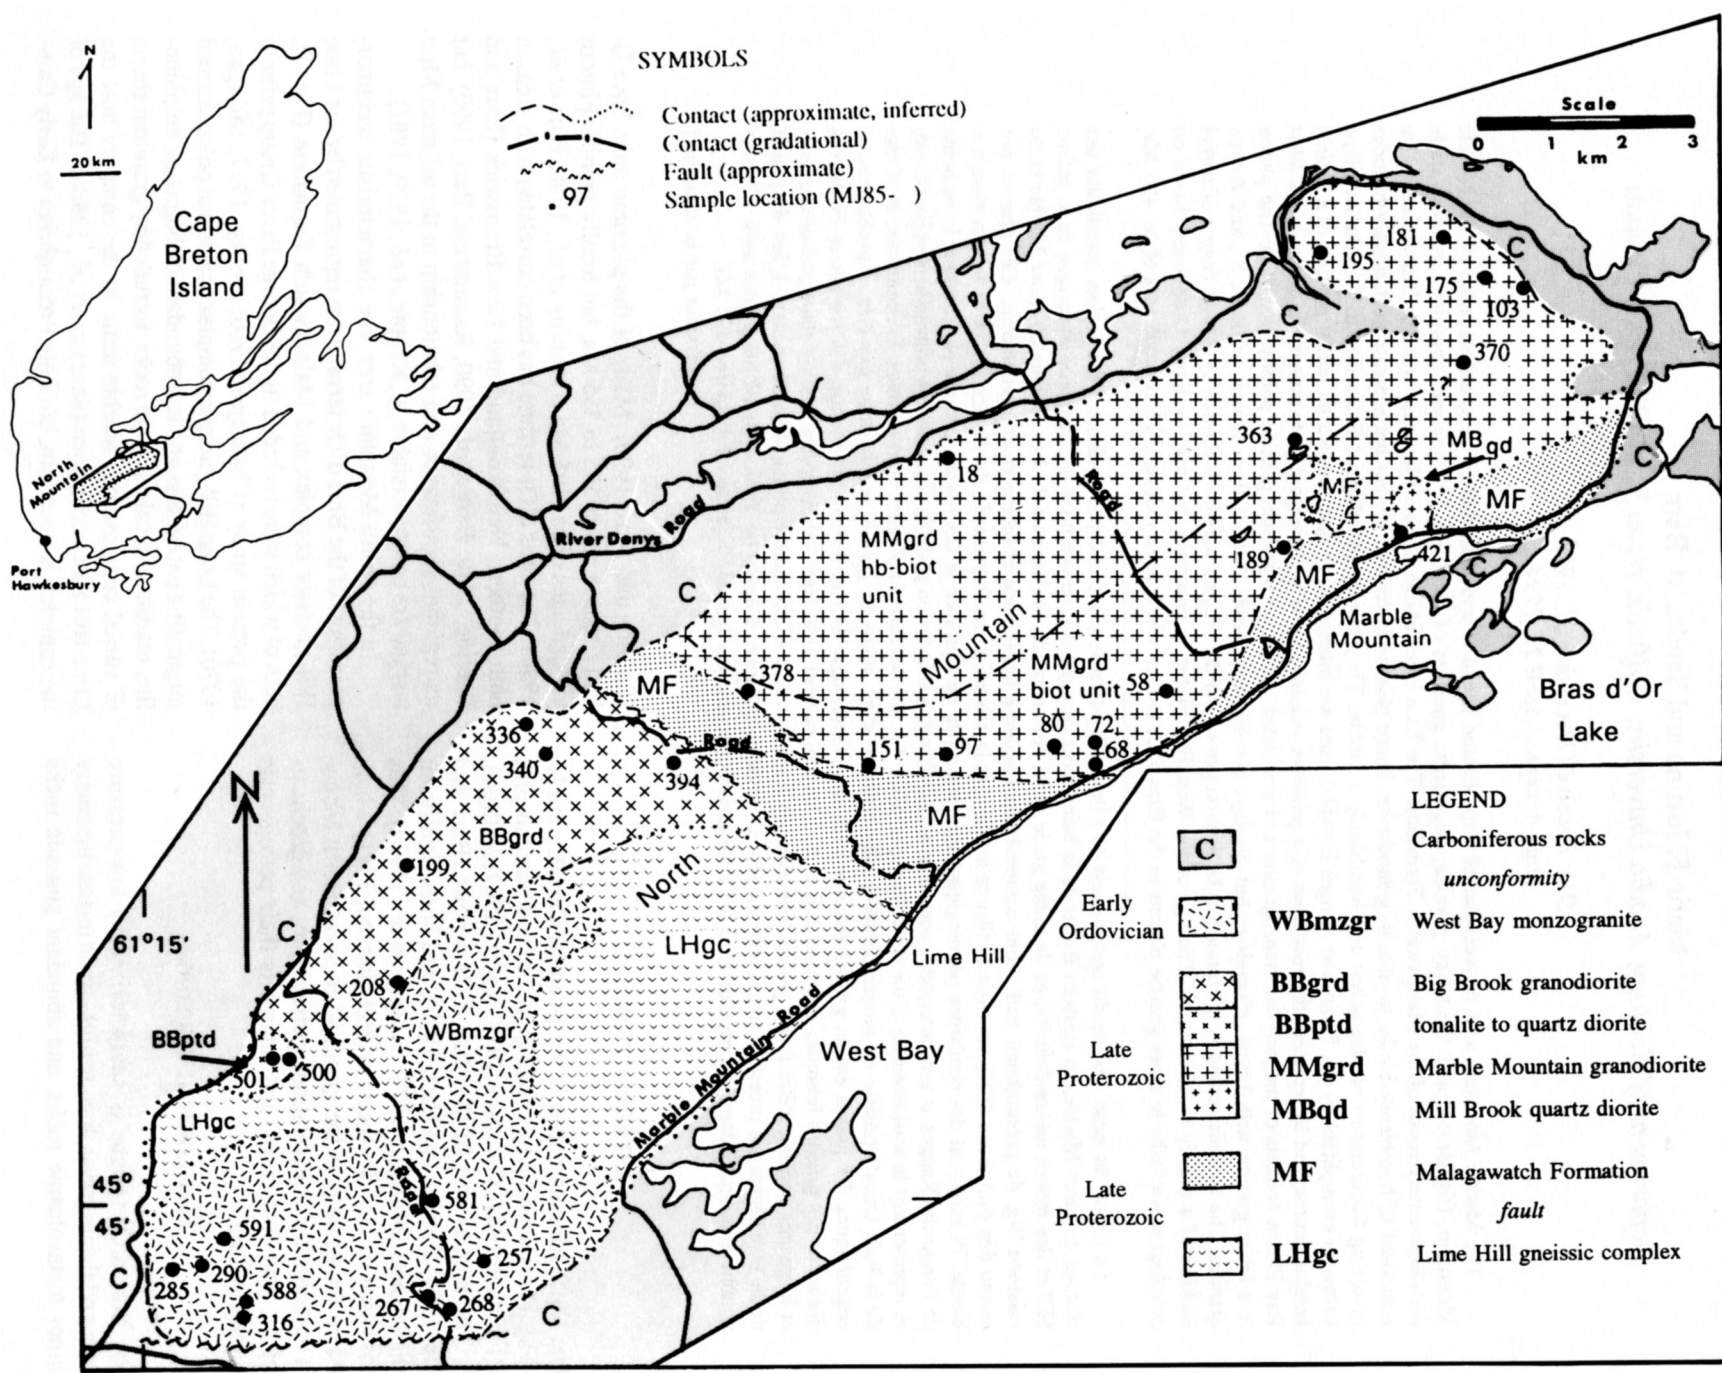 N
20 km
Cape
Breton
Island
North
Mountain
Port
Hawkesbury
SYMBOLS
Contact (approximate, inferred)
Contact (gradational)
Fault (approximate)
.97 Sample location (MJ85- )
Scale
0 1 2 3
km
181
195
C
175
103
C
370
?
363
MBgd
C
18
MF
MF
Road
River Denys Road
MMgrd
hb-biot
unit
189
421
C
MF
C
Marble
Mountain
Mountain
MMgrd
biot unit
58
MF
378
Bras d'Or
Lake
336
80
72
Road
151
97
68
340
394
MF
BBgrd
199
North
N
61°15'
C
LHgc
Lime Hill
208
WBmzgr
BBptd
West Bay
501
500
Marble Mountain Road
LHgc
C
45°
45'
Road
581
591
257
C
290
285
588
267
268
C
316
LEGEND
C Carboniferous rocks
unconformity
Early
Ordovician
WBmzgr West Bay monzogranite
BBgrd Big Brook granodiorite
BBptd tonalite to quartz diorite
Late
Proterozoic
MMgrd Marble Mountain granodiorite
MBqd Mill Brook quartz diorite
MF Malagawatch Formation
Late
Proterozoic
fault
LHgc Lime Hill gneissic complex